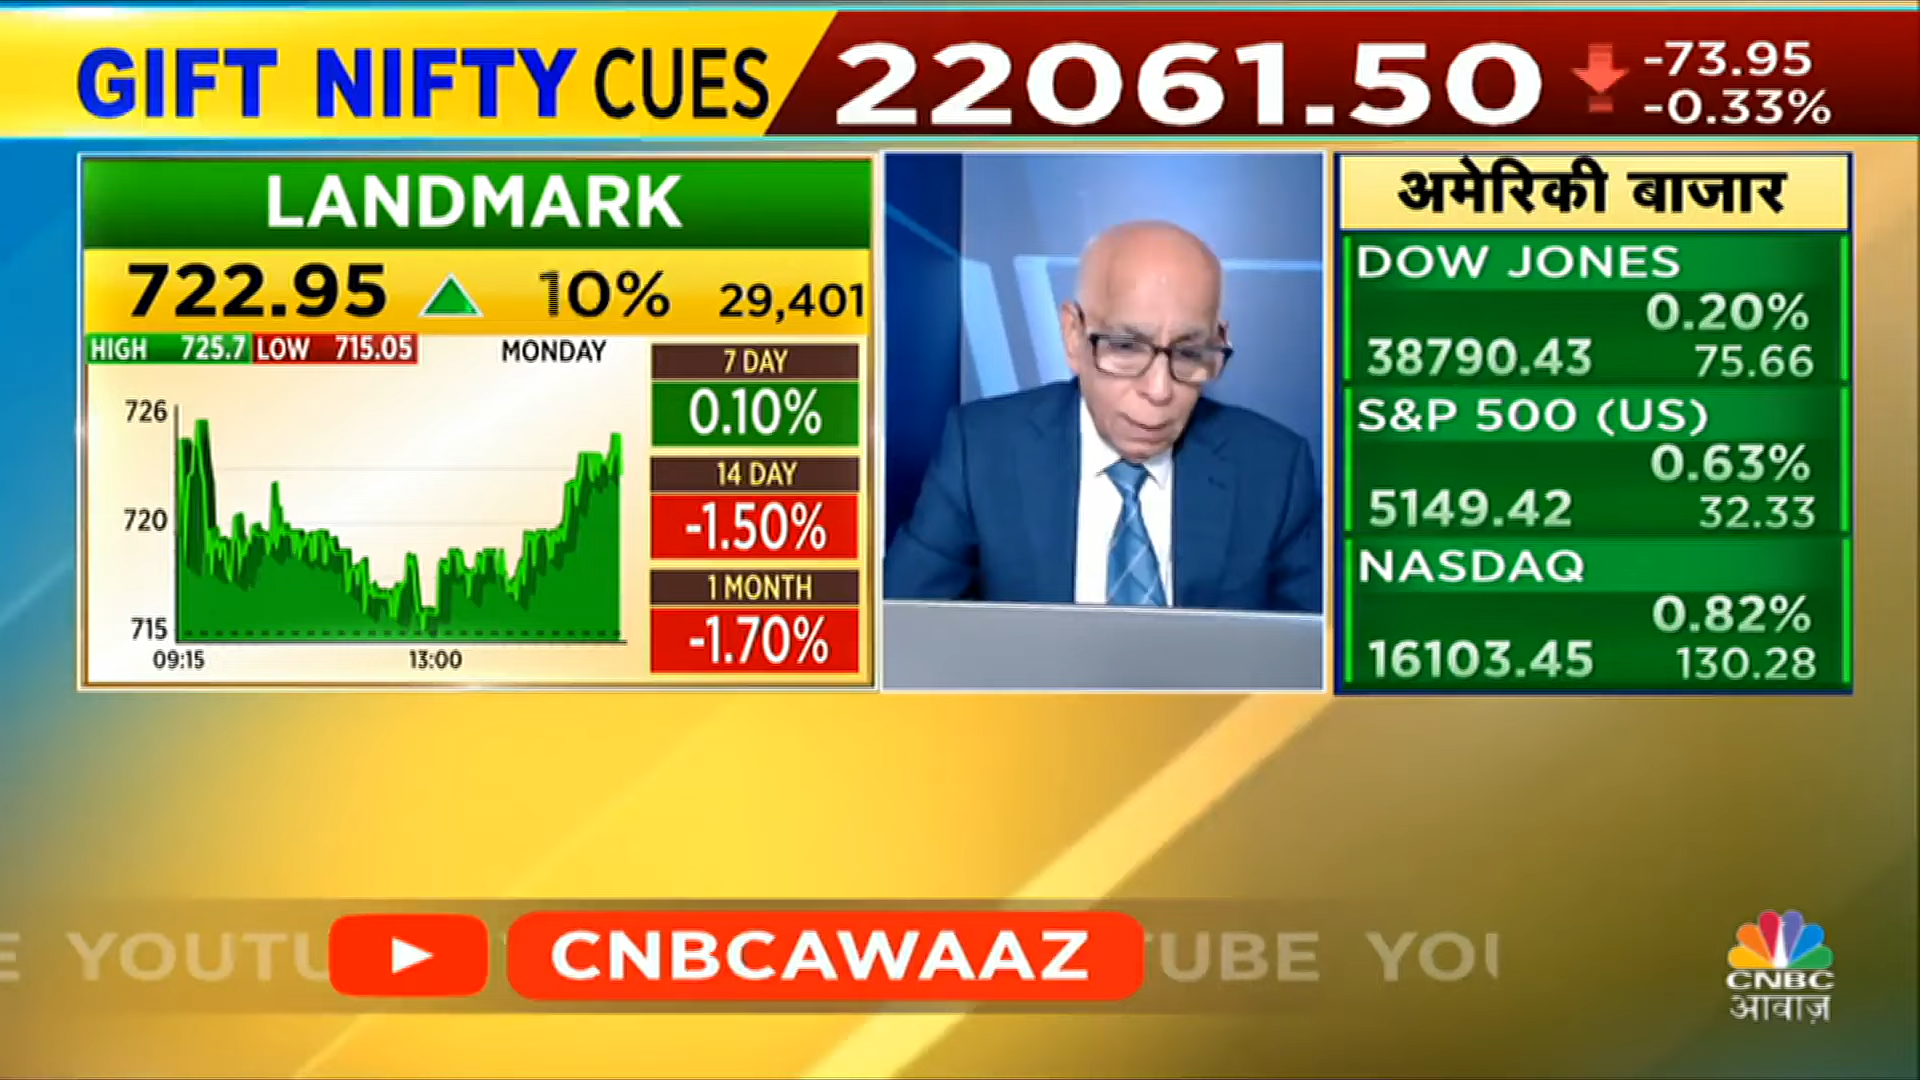 GIFT NIFTY CUES
22061.50
-73.95
-0.33%
LANDMARK
722.95 10% 29,401
HIGH 725.7 LOW 715.05 MONDAY
726
720
715
09:15 13:00
7 DAY
0.10%
14 DAY
-1.50%
1 MONTH
-1.70%
अमेरिकी बाजार
DOW JONES
0.20%
38790.43 75.66
S&P 500 (US)
0.63%
5149.42 32.33
NASDAQ
0.82%
16103.45 130.28
E YOUTU CNBCAWAAZ TUBE YOU
CNBC
आवाज़